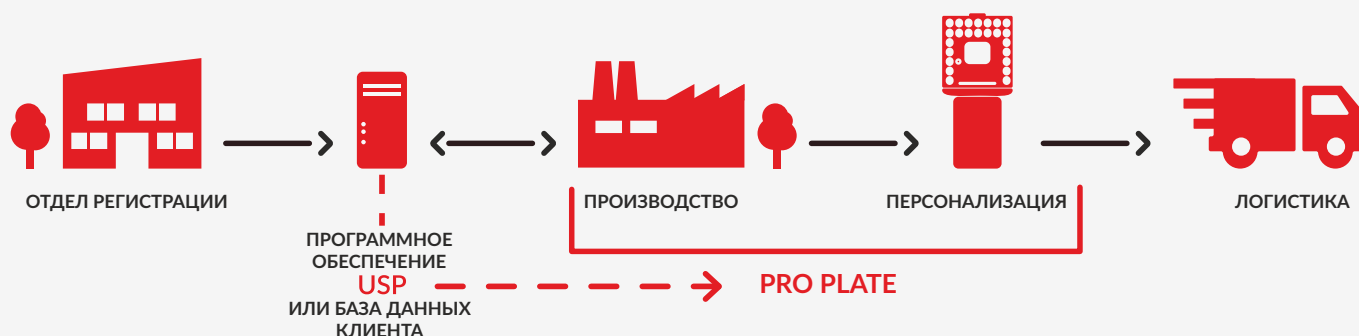 ОТДЕЛ РЕГИСТРАЦИИ
ПРОИЗВОДСТВО
ПЕРСОНАЛИЗАЦИЯ
ЛОГИСТИКА
ПРОГРАММНОЕ
ОБЕСПЕЧЕНИЕ
USP
ИЛИ БАЗА ДАННЫХ
КЛИЕНТА
PRO PLATE